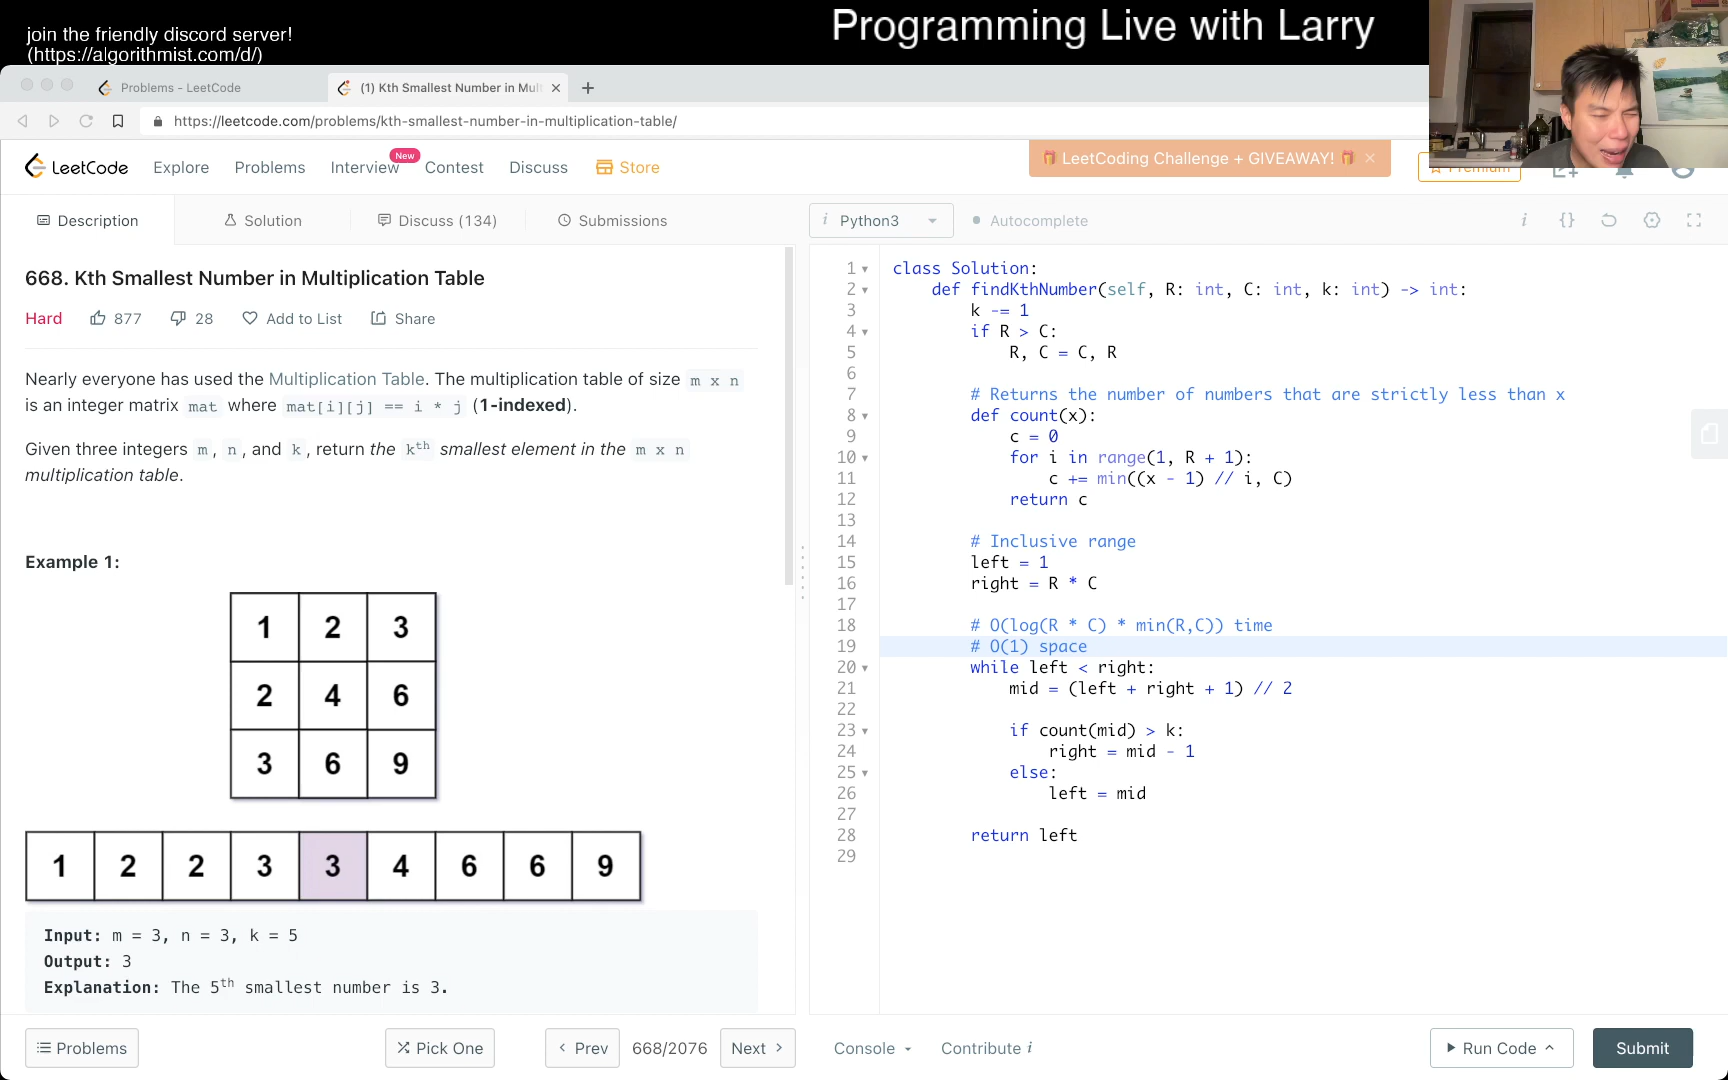 join the friendly discord server!
(https://algorithmist.com/d/)
Programming Live with Larry
Problems - LeetCode
(1) Kth Smallest Number in Mul
https://leetcode.com/problems/kth-smallest-number-in-multiplication-table/
LeetCode
Explore
Problems
Interview
New
Contest
Discuss
Store
LeetCoding Challenge + GIVEAWAY!
Premium
Description
Solution
Discuss (134)
Submissions
Python3
Autocomplete
668. Kth Smallest Number in Multiplication Table
Hard
877
28
Add to List
Share
Nearly everyone has used the Multiplication Table. The multiplication table of size m x n
is an integer matrix mat where mat[i][j] == i * j (1-indexed).
Given three integers m, n, and k, return the kth smallest element in the m x n
multiplication table.
Example 1:
1 2 3
2 4 6
3 6 9
1 2 2 3 3 4 6 6 9
Input: m = 3, n = 3, k = 5
Output: 3
Explanation: The 5th smallest number is 3.
1 class Solution:
2 def findKthNumber(self, R: int, C: int, k: int) -> int:
3 k -= 1
4 if R > C:
5 R, C = C, R
6
7 # Returns the number of numbers that are strictly less than x
8 def count(x):
9 c = 0
10 for i in range(1, R + 1):
11 c += min((x - 1) // i, C)
12 return c
13
14 # Inclusive range
15 left = 1
16 right = R * C
17
18 # O(log(R * C) * min(R,C)) time
19 # O(1) space
20 while left < right:
21 mid = (left + right + 1) // 2
22
23 if count(mid) > k:
24 right = mid - 1
25 else:
26 left = mid
27
28 return left
29
Problems
Pick One
Prev
668/2076
Next
Console
Contribute i
Run Code
Submit